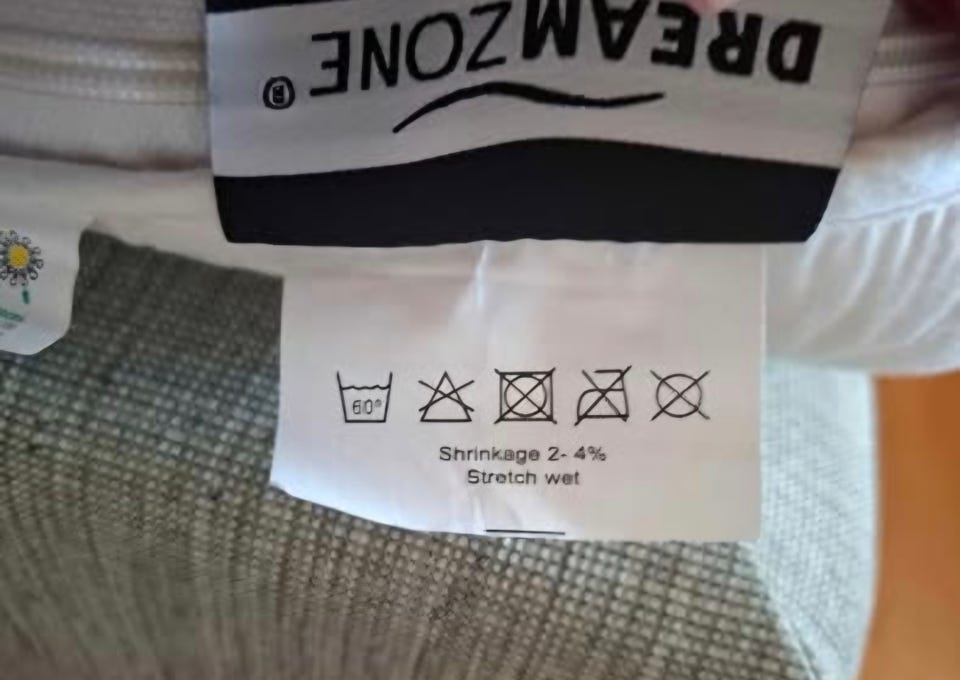 DREAMZONE®
60°
Shrinkage 2- 4%
Stretch wet